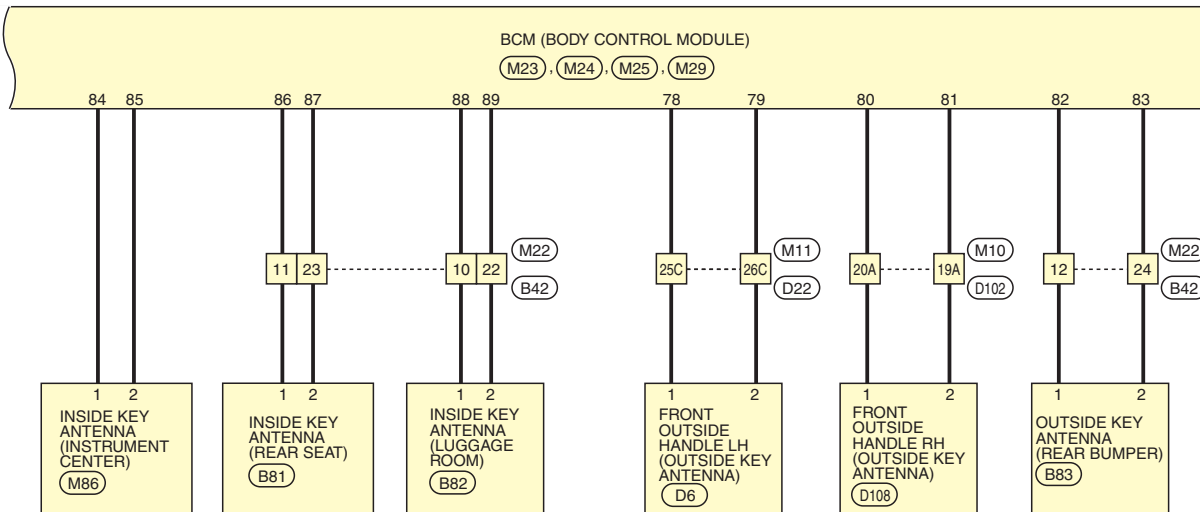 BCM (BODY CONTROL MODULE)
M23 , M24 , M25 , M29
84 85 86 87 88 89 78 79 80 81 82 83
M22 M11 M10 M22
11 23 10 22 25C 26C 20A 19A 12 24
B42 D22 D102 B42
1 2 1 2 1 2 1 2 1 2 1 2
INSIDE KEY
ANTENNA
(INSTRUMENT
CENTER)
M86
INSIDE KEY
ANTENNA
(REAR SEAT)
B81
INSIDE KEY
ANTENNA
(LUGGAGE
ROOM)
B82
FRONT
OUTSIDE
HANDLE LH
(OUTSIDE KEY
ANTENNA)
D6
FRONT
OUTSIDE
HANDLE RH
(OUTSIDE KEY
ANTENNA)
D108
OUTSIDE KEY
ANTENNA
(REAR BUMPER)
B83